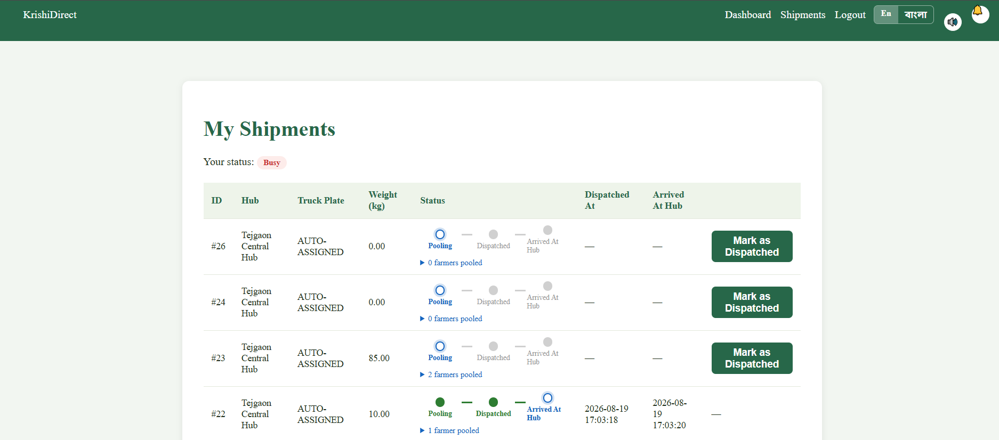 KrishiDirect
Dashboard Shipments Logout En বাংলা
My Shipments
Your status: Busy
ID Hub Truck Plate Weight (kg) Status Dispatched At Arrived At Hub
#26 Tejgaon Central Hub AUTO-ASSIGNED 0.00 Pooling — Dispatched — Arrived At Hub — — Mark as Dispatched
▶ 0 farmers pooled
#24 Tejgaon Central Hub AUTO-ASSIGNED 0.00 Pooling — Dispatched — Arrived At Hub — — Mark as Dispatched
▶ 0 farmers pooled
#23 Tejgaon Central Hub AUTO-ASSIGNED 85.00 Pooling — Dispatched — Arrived At Hub — — Mark as Dispatched
▶ 2 farmers pooled
#22 Tejgaon Central Hub AUTO-ASSIGNED 10.00 Pooling — Dispatched — Arrived At Hub 2026-08-19 17:03:18 2026-08-19 17:03:20 —
▶ 1 farmer pooled